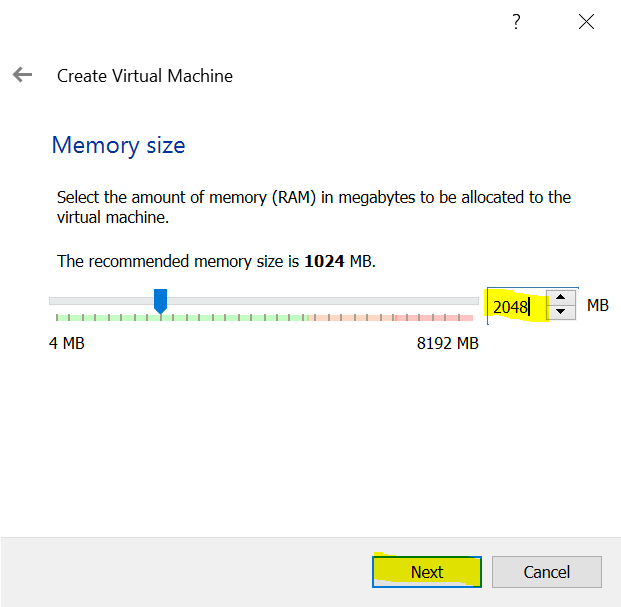 ?
Create Virtual Machine
Memory size
Select the amount of memory (RAM) in megabytes to be allocated to the
virtual machine.
The recommended memory size is 1024 MB.
2048 MB
4 MB 8192 MB
Next Cancel